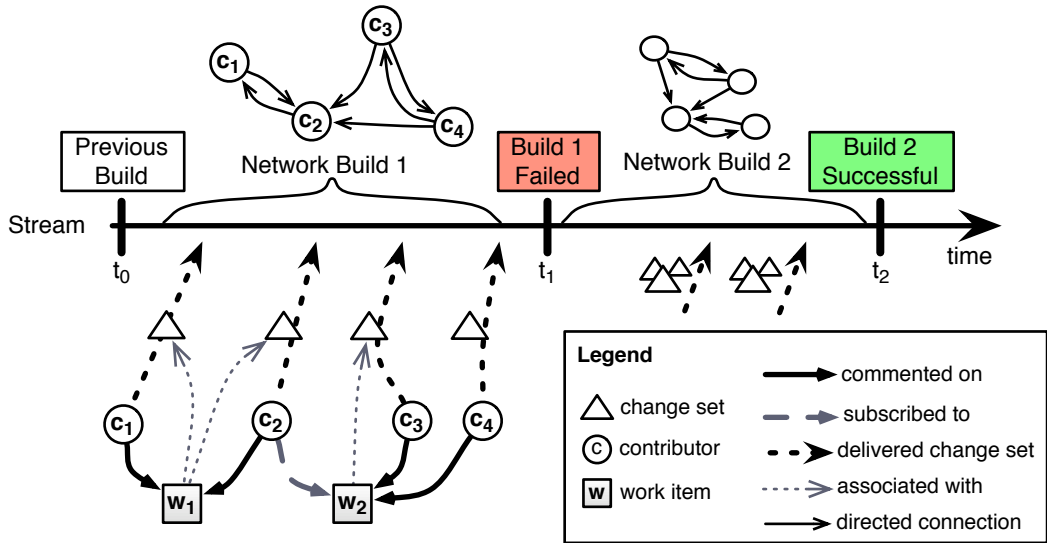 c1
c2
c3
c4
Previous
Build
Network Build 1
Build 1
Failed
Network Build 2
Build 2
Successful
Stream
t0
t1
t2
time
c1
c2
c3
c4
w1
w2
Legend
change set
c contributor
w work item
commented on
subscribed to
delivered change set
associated with
directed connection